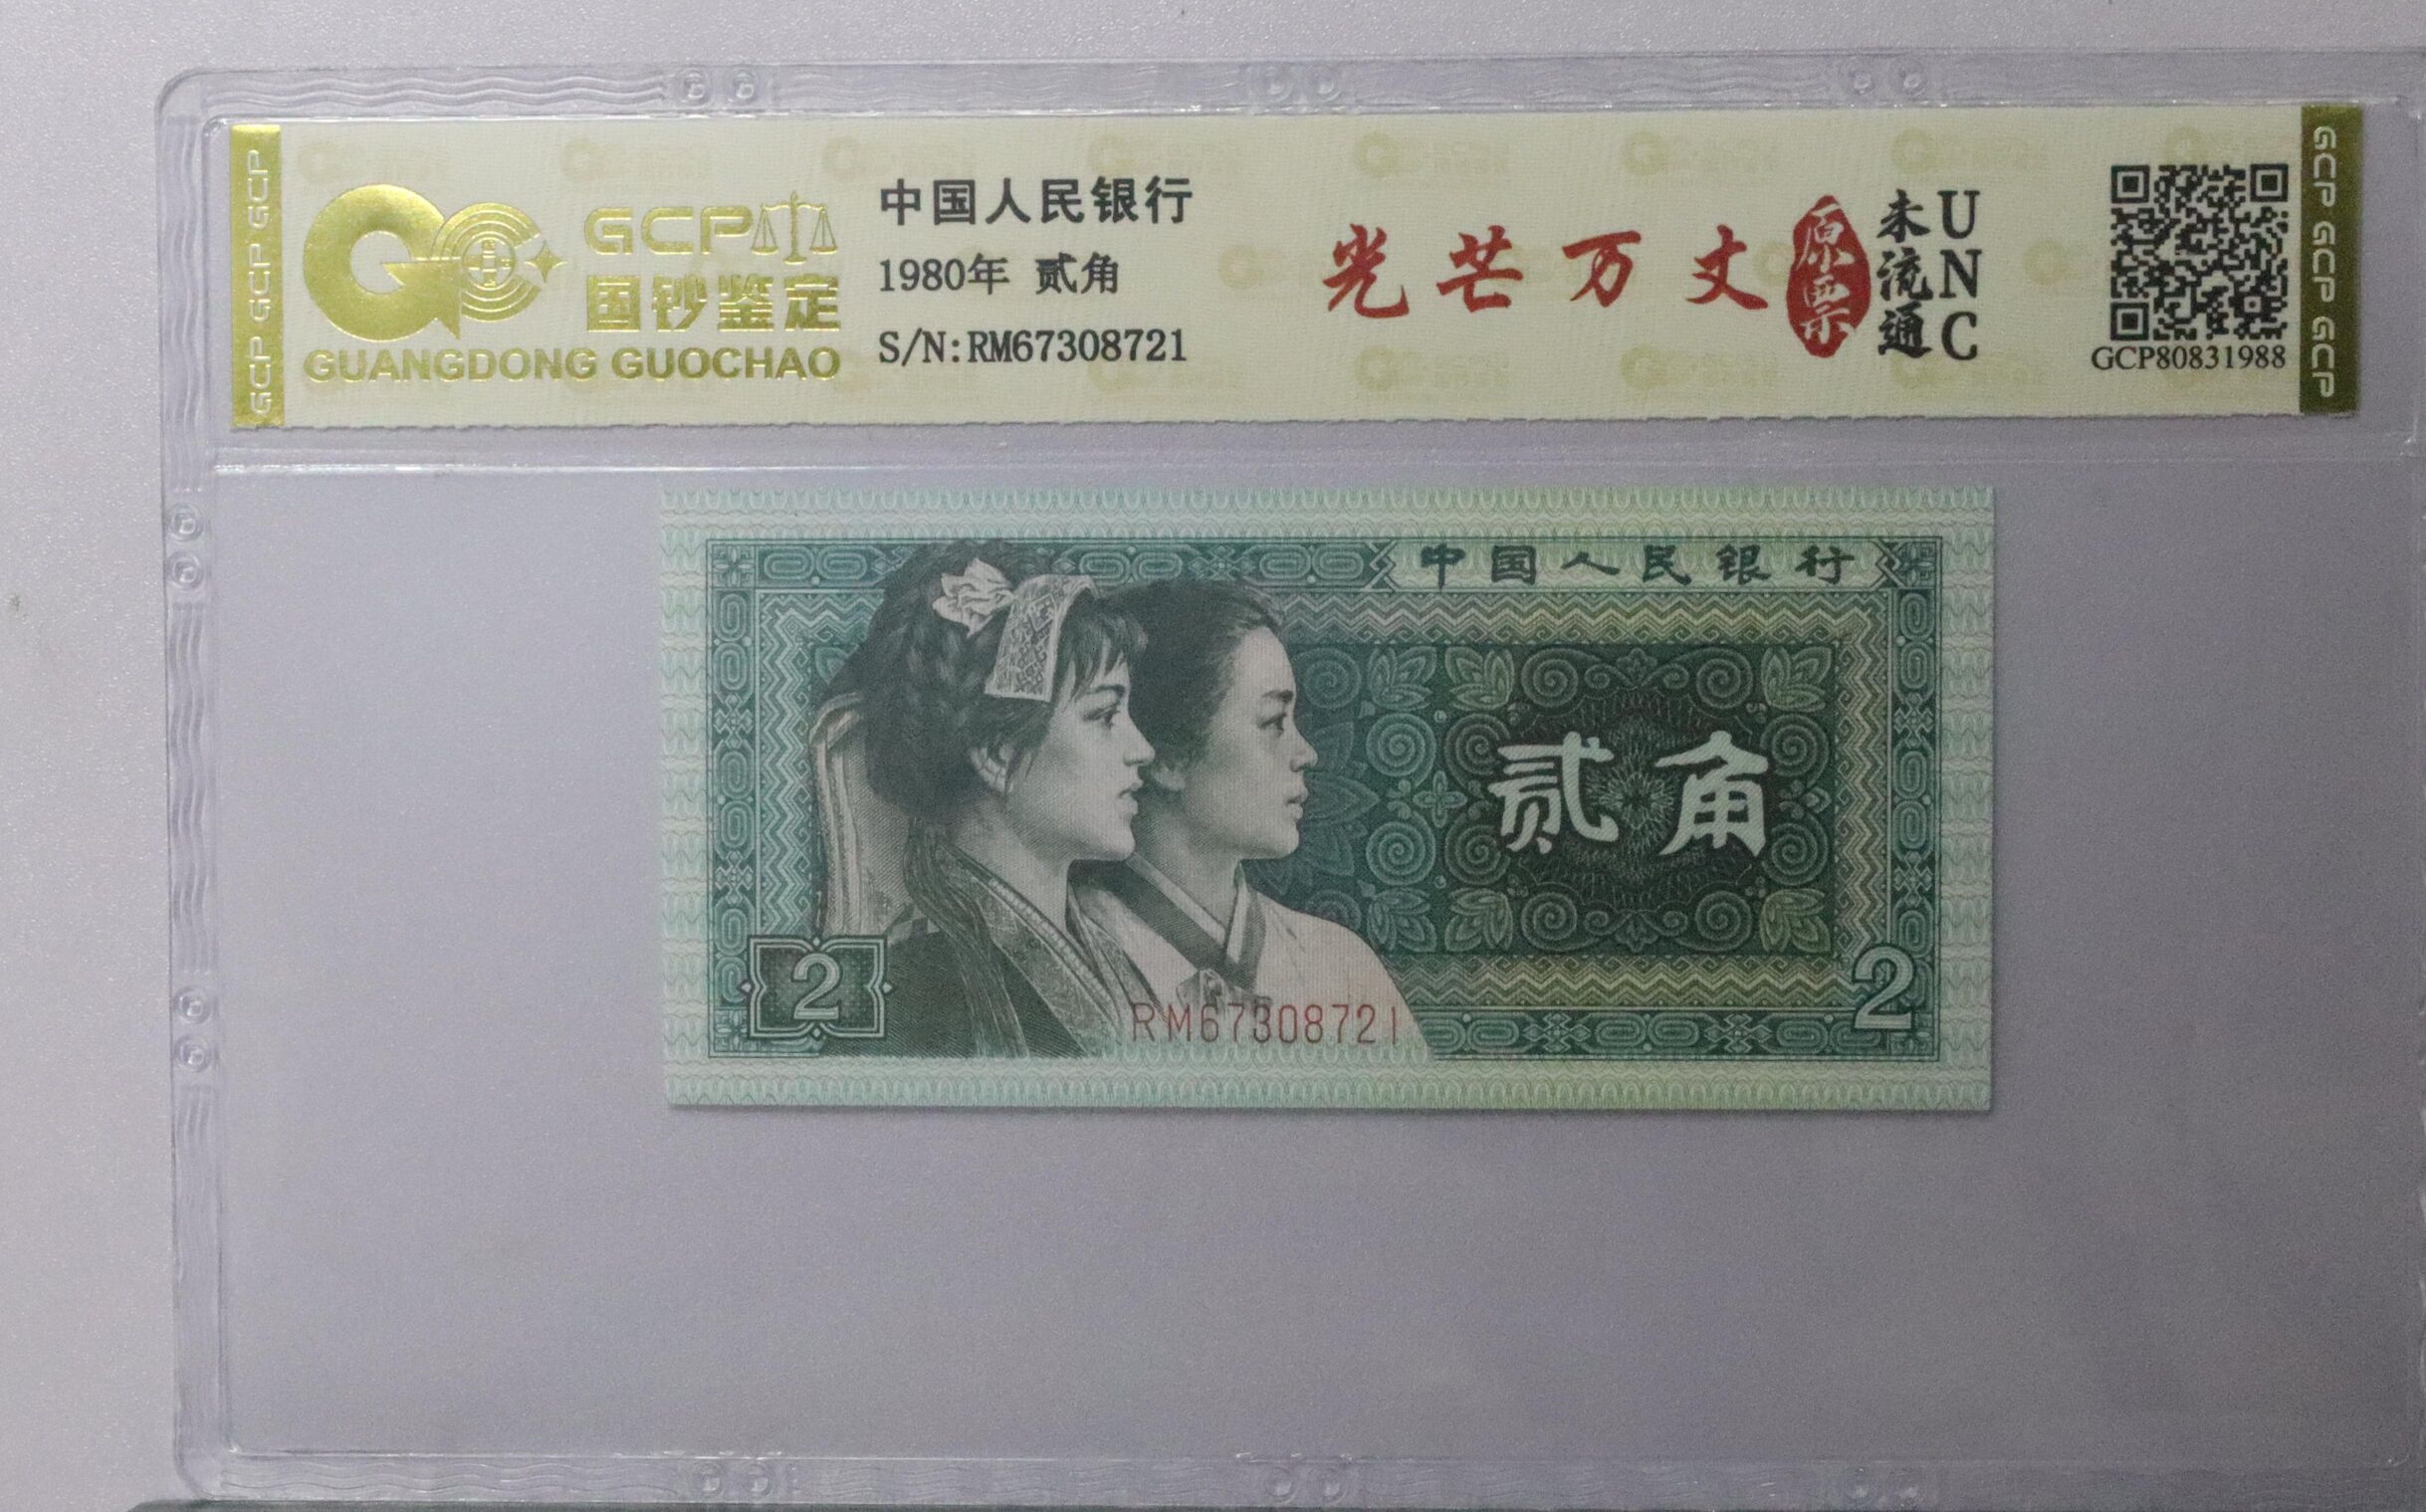 GCP GCP GCP
GCP
国钞鉴定
GUANGDONG GUOCHAO
中国人民银行
1980年 贰角
S/N:RM67308721
光芒万丈
原票
未流通
UNC
GCP80831988
GCP GCP GCP
中国人民银行
贰角
2
RM67308721
2